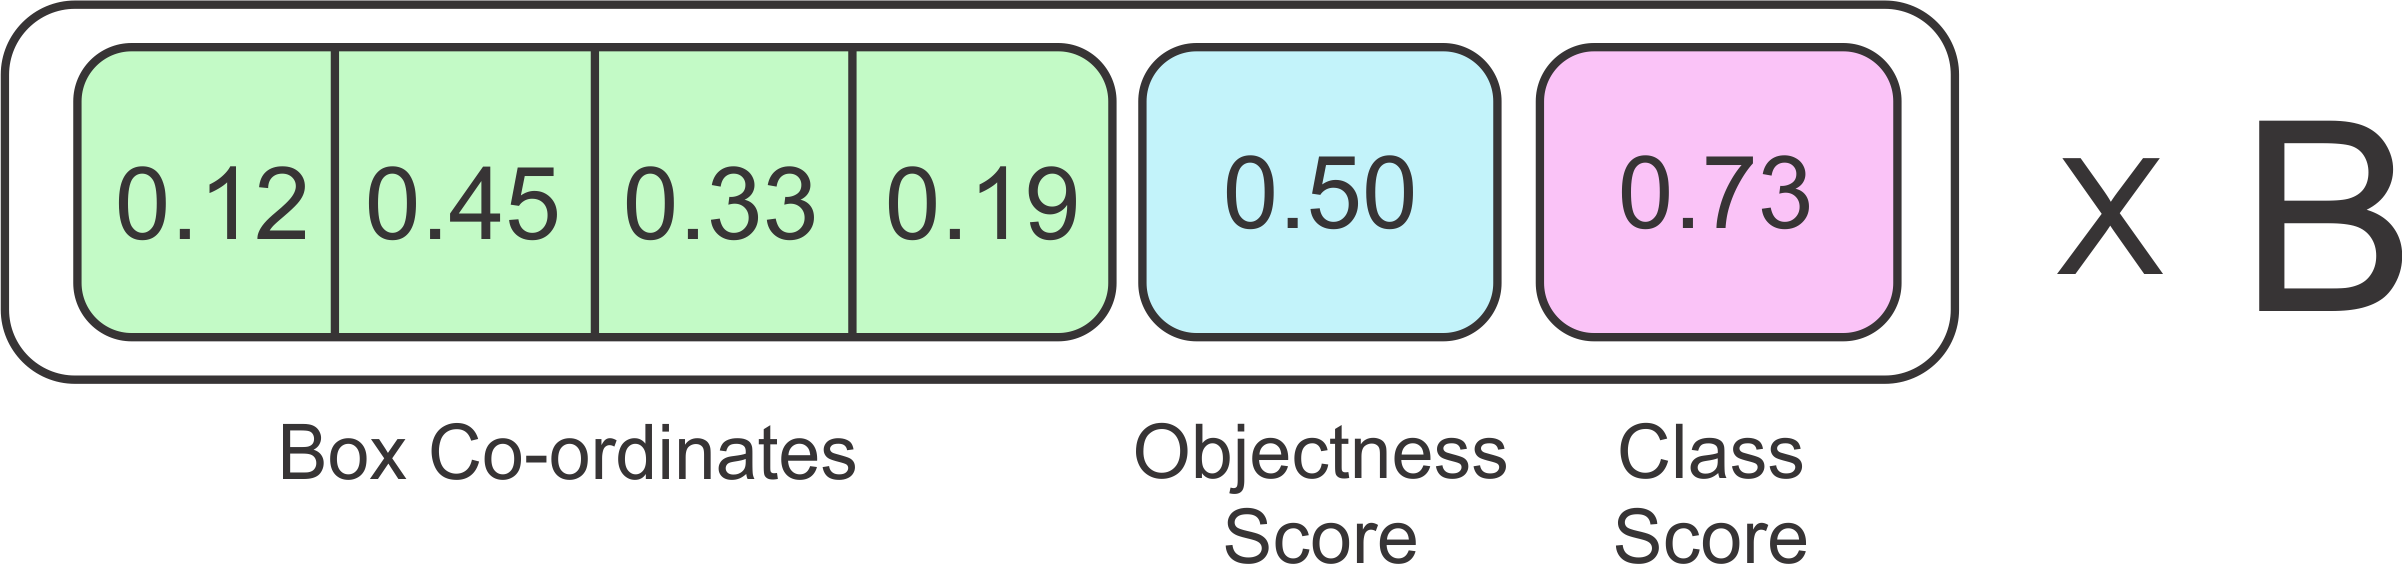 0.12 0.45 0.33 0.19 0.50 0.73 x B
Box Co-ordinates Objectness Class
Score Score